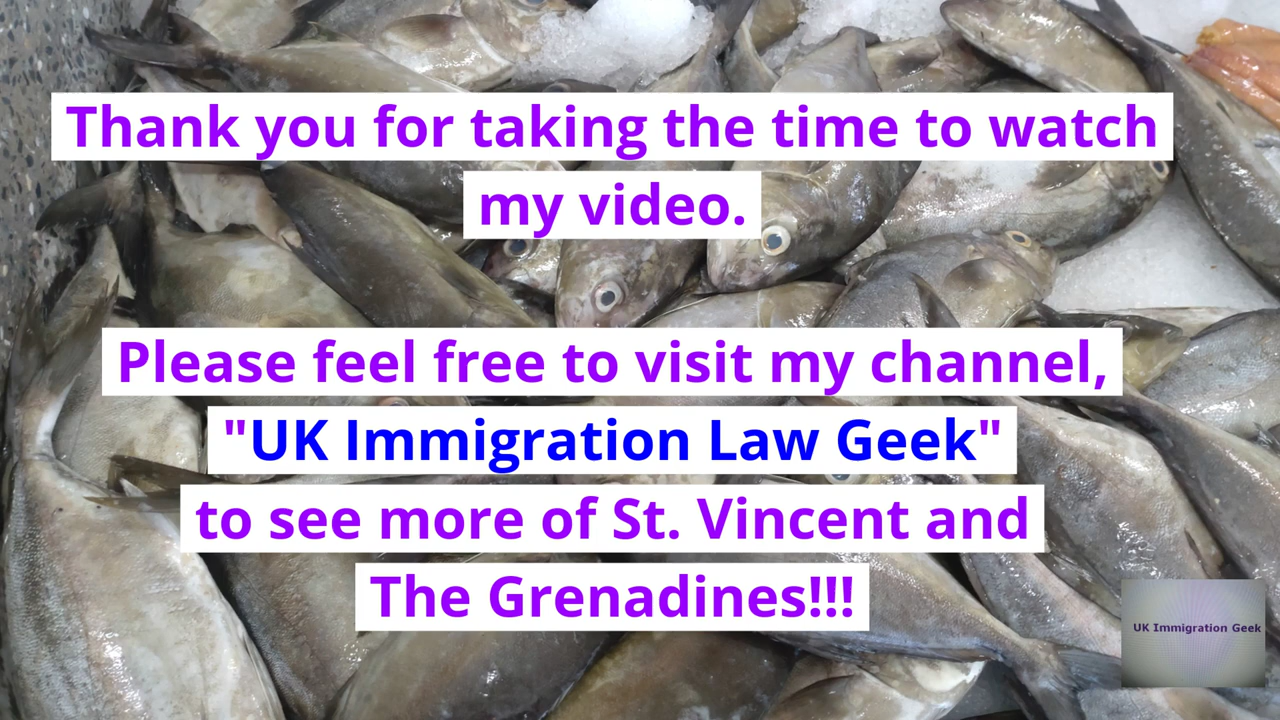 Thank you for taking the time to watch
my video.
Please feel free to visit my channel,
"UK Immigration Law Geek"
to see more of St. Vincent and
The Grenadines!!!
UK Immigration Geek